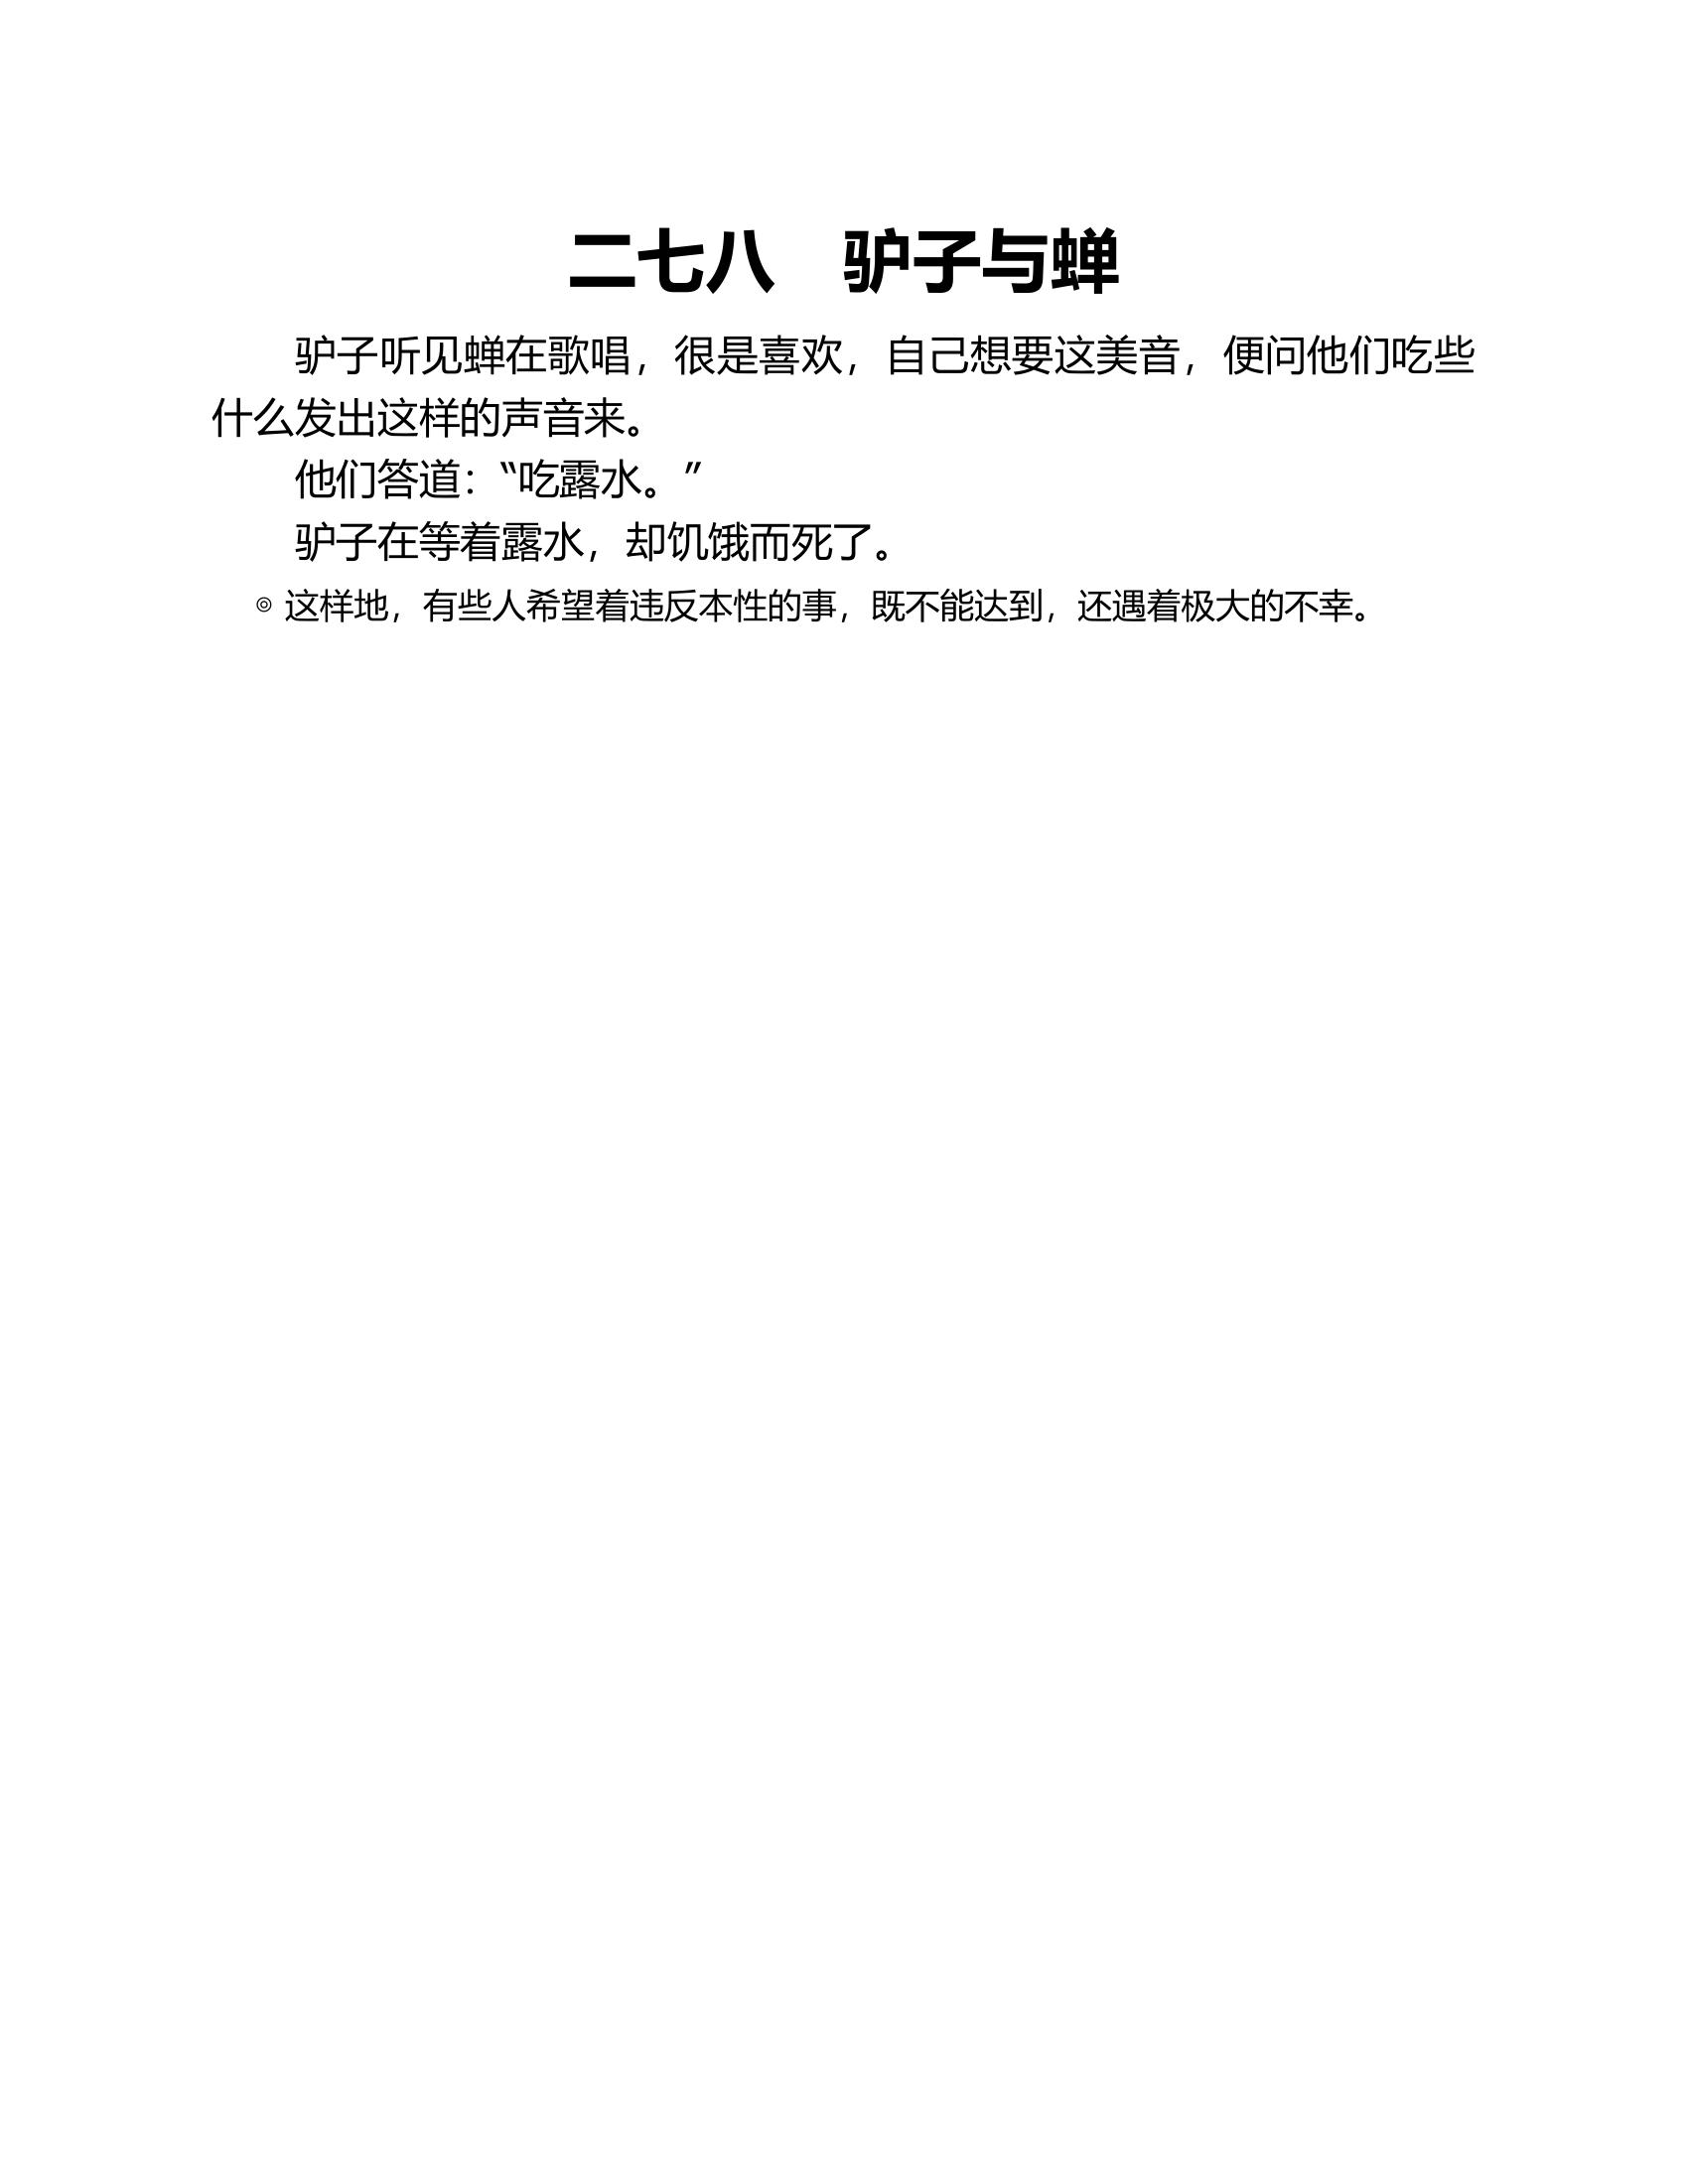 二七八　驴子与蝉
驴子听见蝉在歌唱，很是喜欢，自己想要这美音，便问他们吃些
什么发出这样的声音来。
他们答道：“吃露水。”
驴子在等着露水，却饥饿而死了。
◎ 这样地，有些人希望着违反本性的事，既不能达到，还遇着极大的不幸。